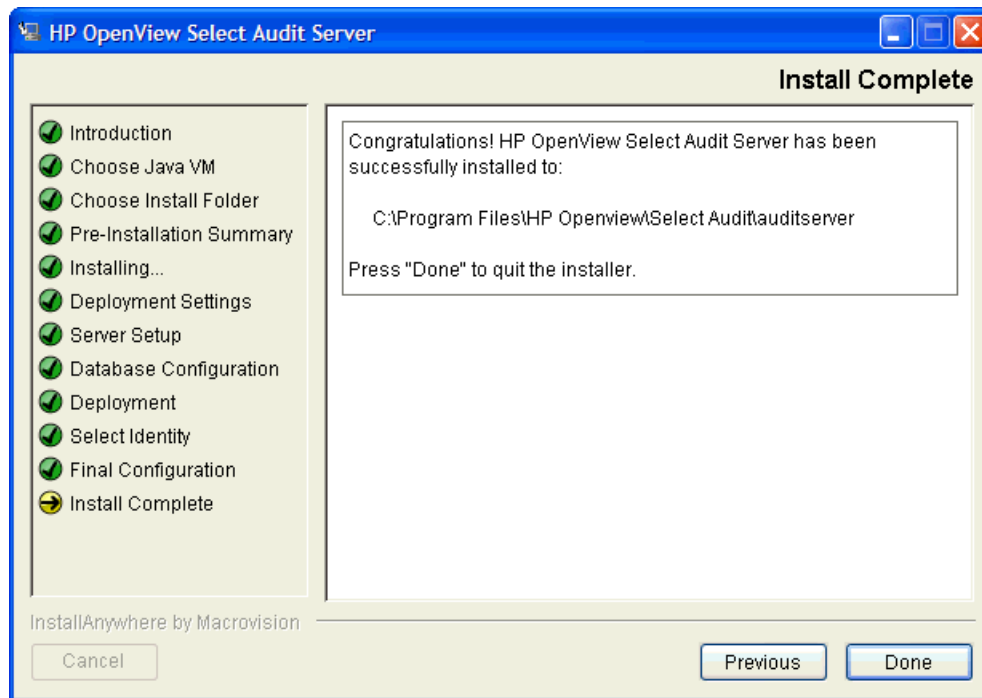 HP OpenView Select Audit Server
Install Complete
Introduction
Choose Java VM
Choose Install Folder
Pre-Installation Summary
Installing...
Deployment Settings
Server Setup
Database Configuration
Deployment
Select Identity
Final Configuration
Install Complete
Congratulations! HP OpenView Select Audit Server has been
successfully installed to:
C:\Program Files\HP Openview\Select Audit\auditserver
Press "Done" to quit the installer.
InstallAnywhere by Macrovision
Cancel
Previous
Done